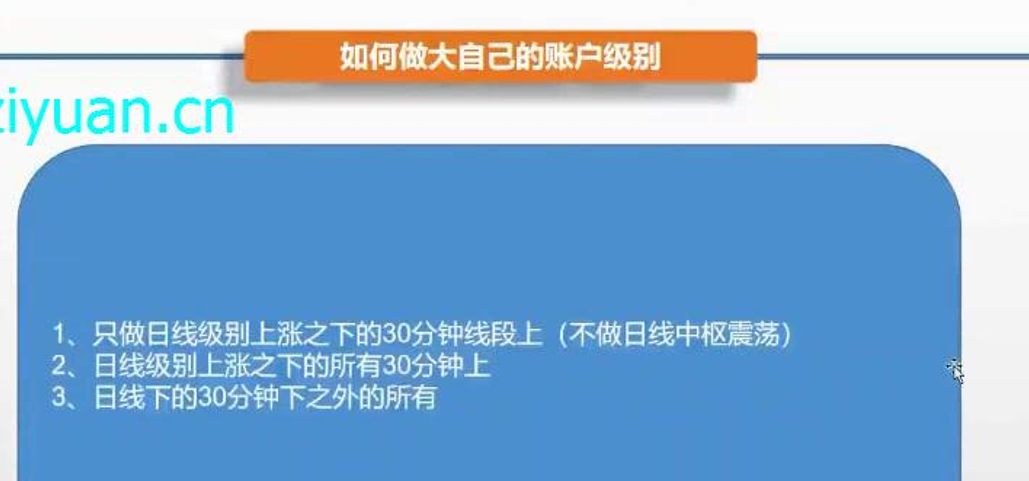 如何做大自己的账户级别
ziyuan.cn
1、只做日线级别上涨之下的30分钟线段上（不做日线中枢震荡）
2、日线级别上涨之下的所有30分钟上
3、日线下的30分钟下之外的所有